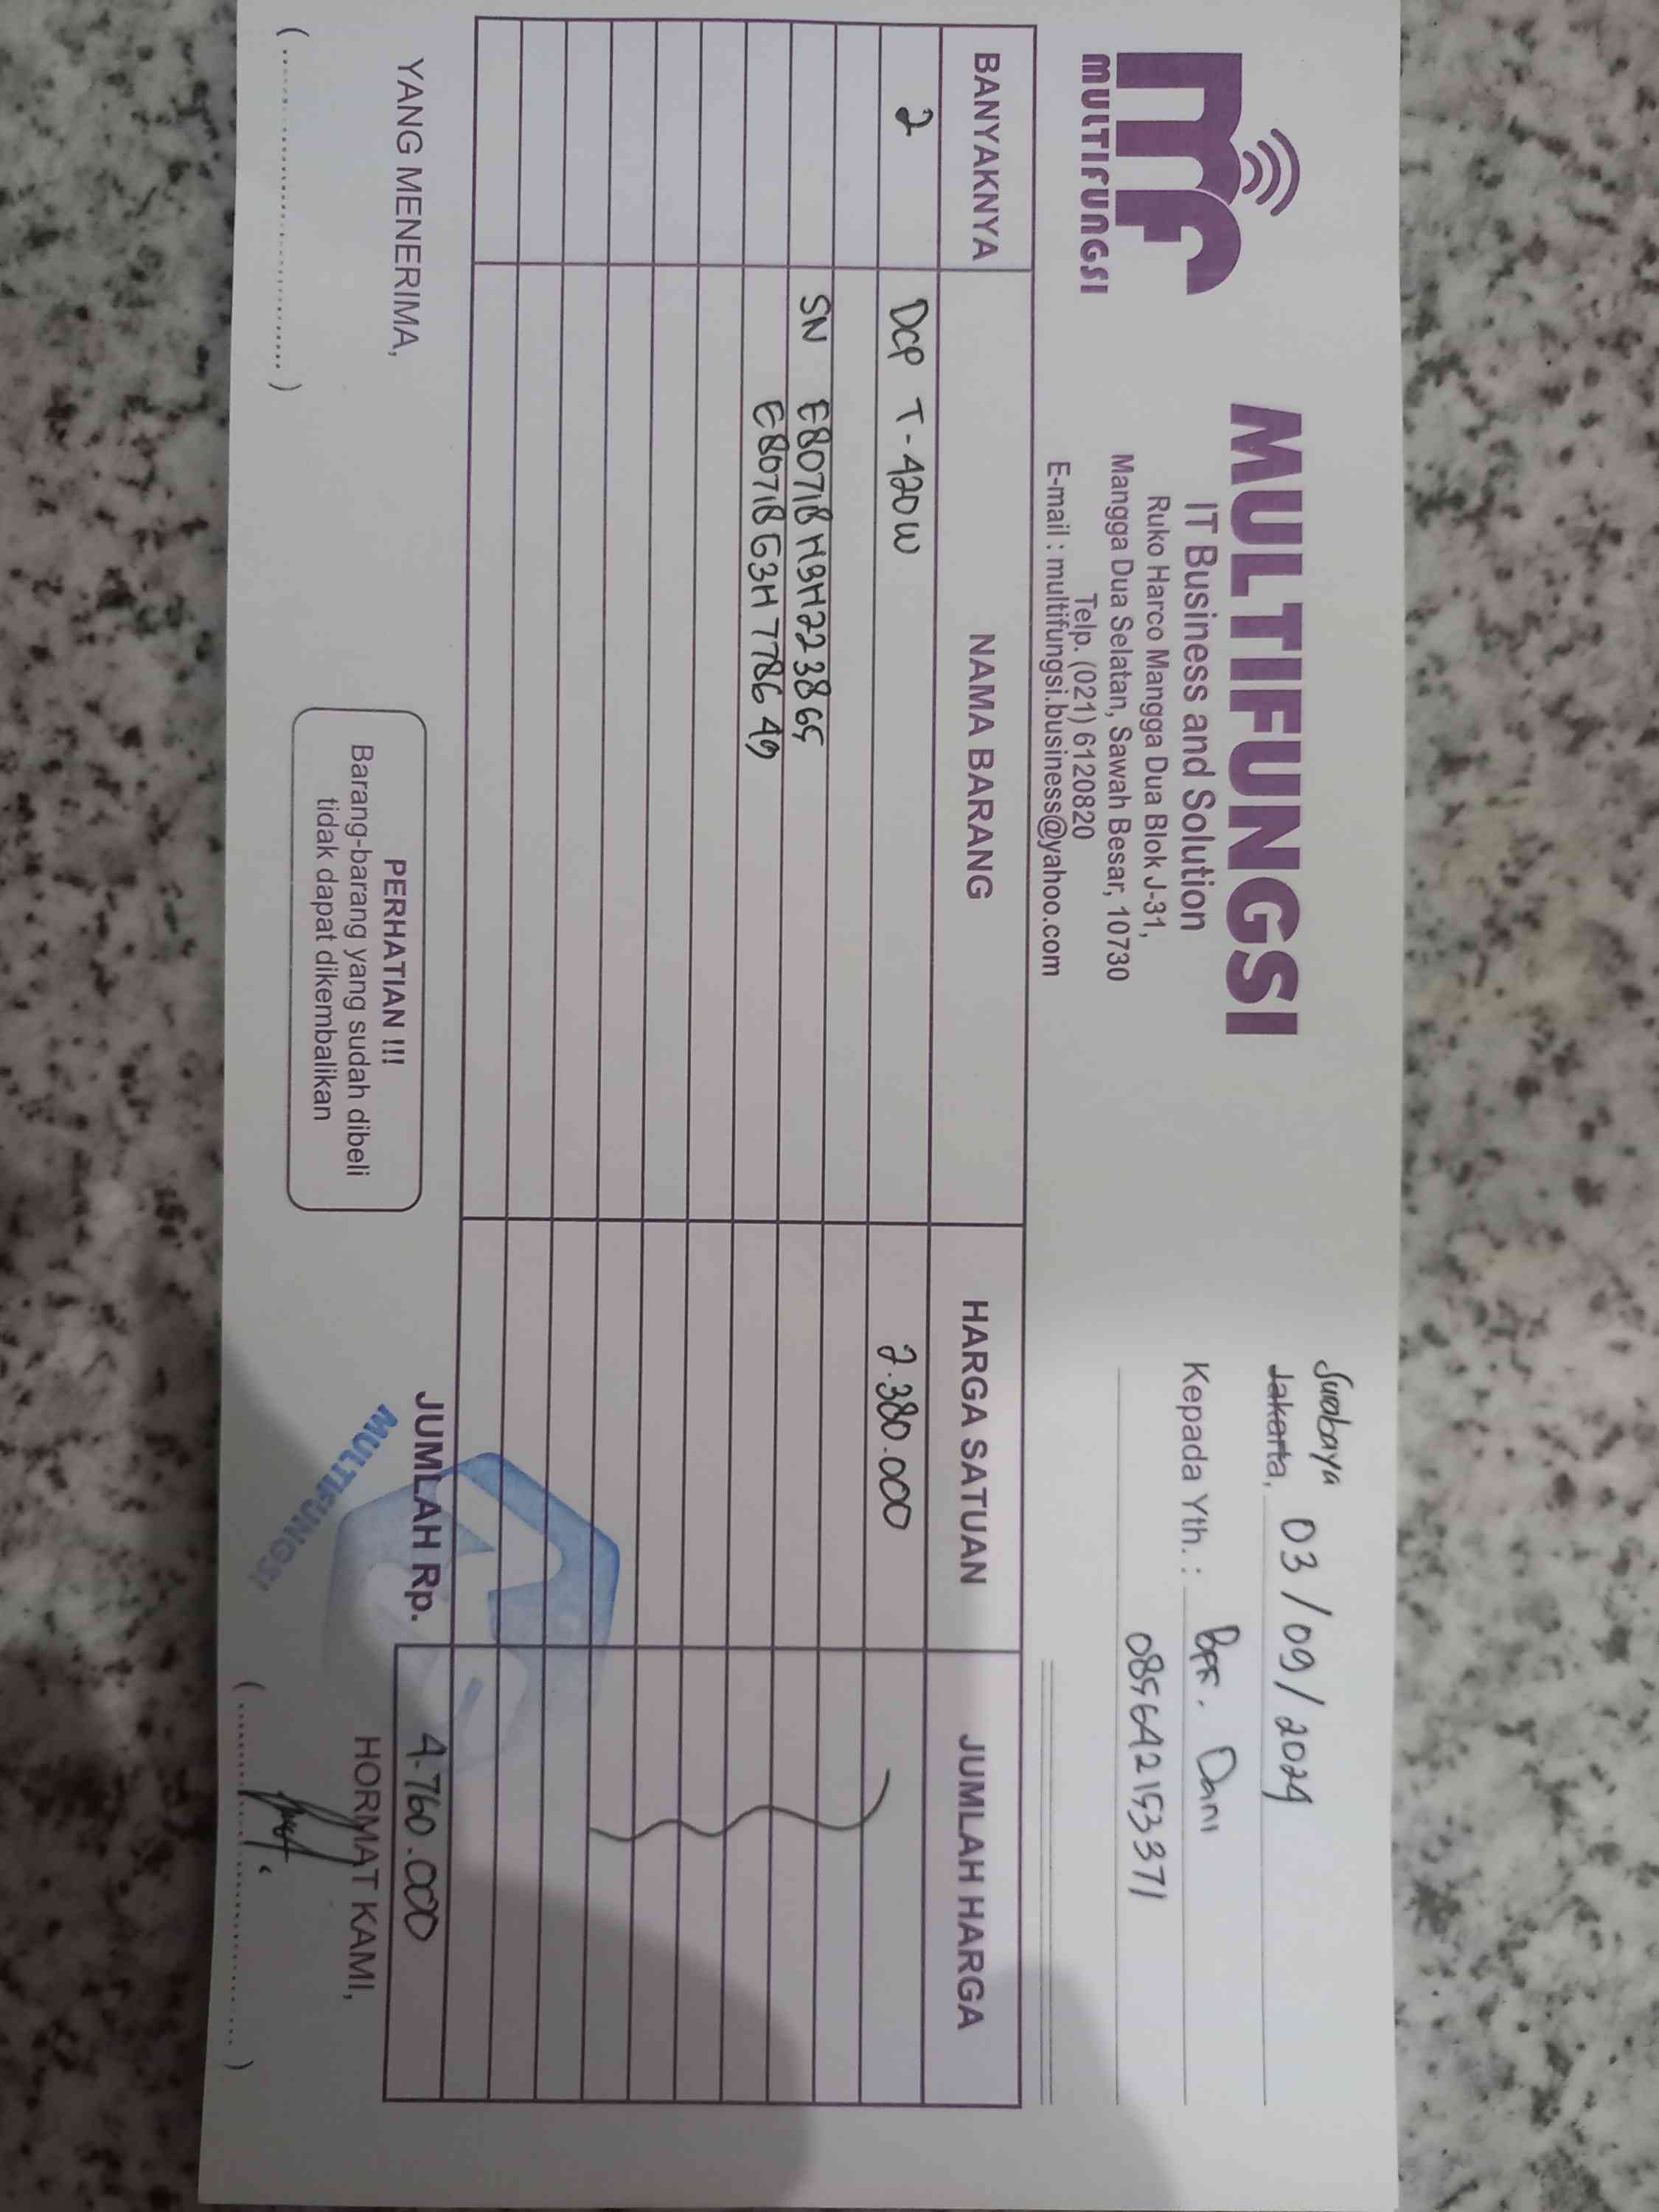 MULTIFUNGSI
MULTIFUNGSI
IT Business and Solution
Ruko Harco Mangga Dua Blok J-31,
Mangga Dua Selatan, Sawah Besar, 10730
Telp. (021) 6120820
E-mail : multifungsi.business@yahoo.com
Surabaya
Jakarta, 03/09/2024
Kepada Yth. : Bpk. Dani
085642153371
BANYAKNYA NAMA BARANG HARGA SATUAN JUMLAH HARGA
2 DCP T-420W 2.380.000
SN E8071BH3H223865
E8071BG3H778649
JUMLAH Rp. 4.760.000
YANG MENERIMA,
PERHATIAN !!!
Barang-barang yang sudah dibeli
tidak dapat dikembalikan
MULTIFUNGSI
HORMAT KAMI,
(........................)
(........................)